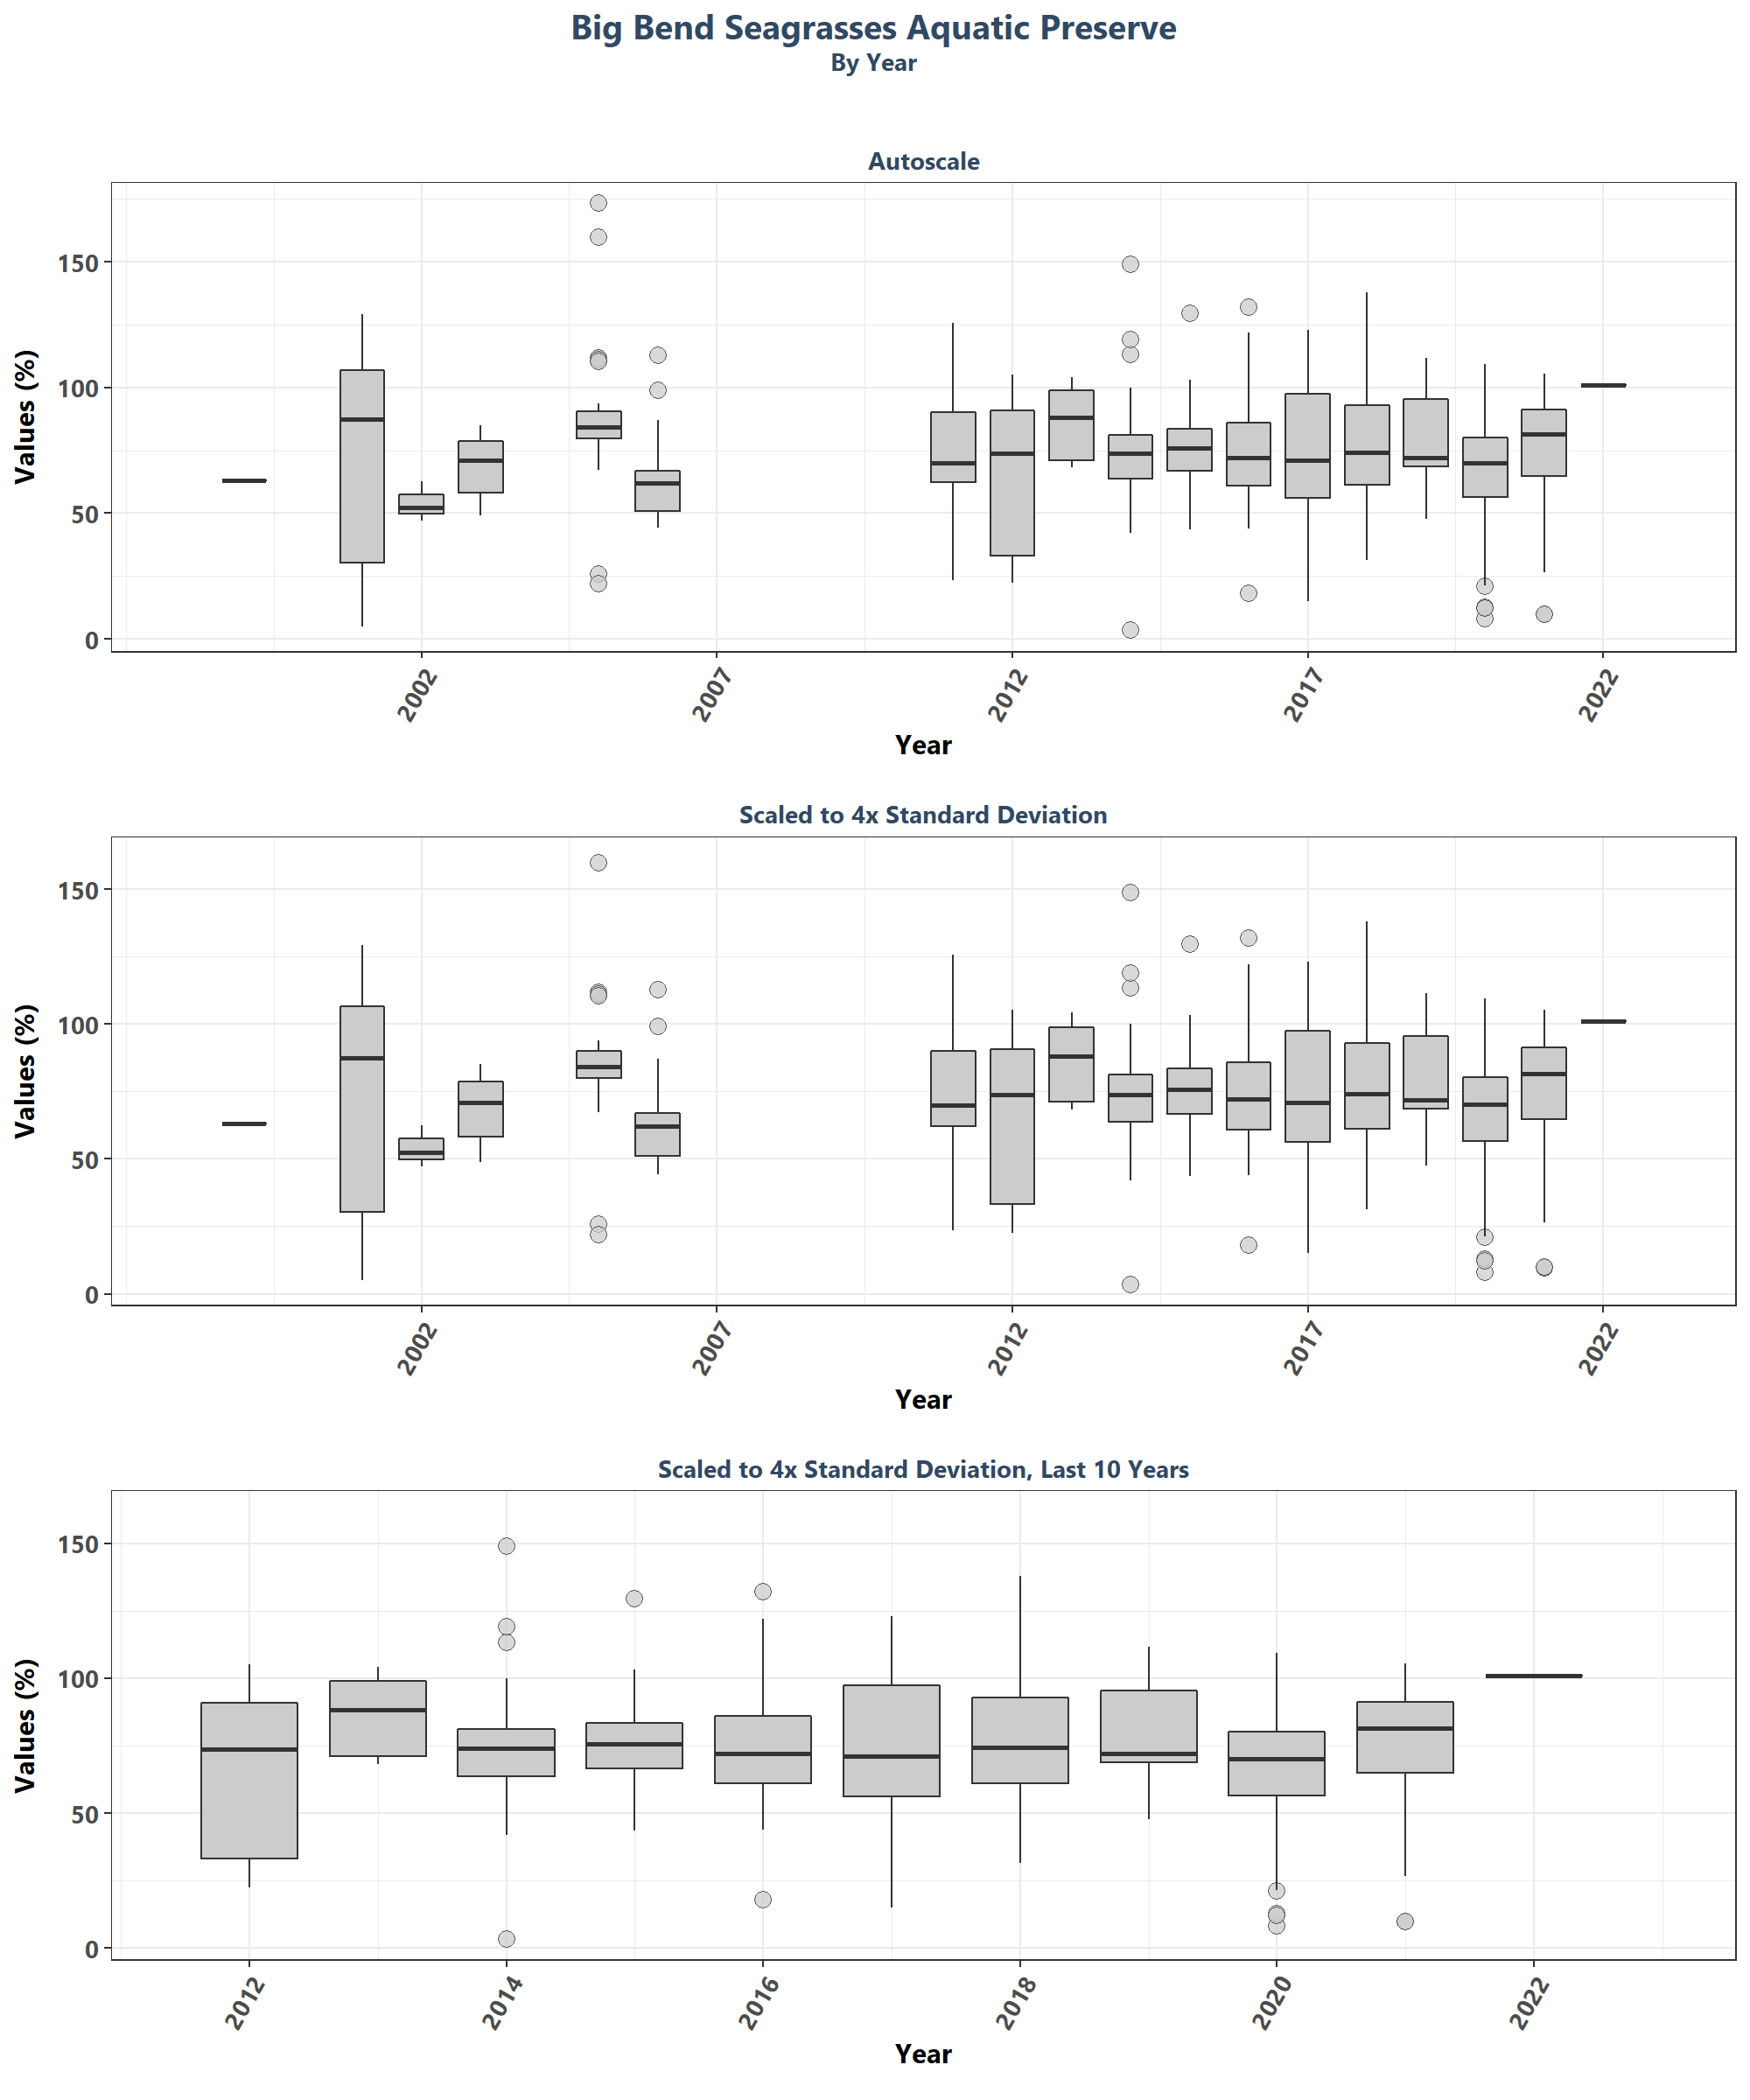 Big Bend Seagrasses Aquatic Preserve
By Year
Autoscale
Values (%)
150
100
50
0
2002 2007 2012 2017 2022
Year
Scaled to 4x Standard Deviation
Values (%)
150
100
50
0
2002 2007 2012 2017 2022
Year
Scaled to 4x Standard Deviation, Last 10 Years
Values (%)
150
100
50
0
2012 2014 2016 2018 2020 2022
Year